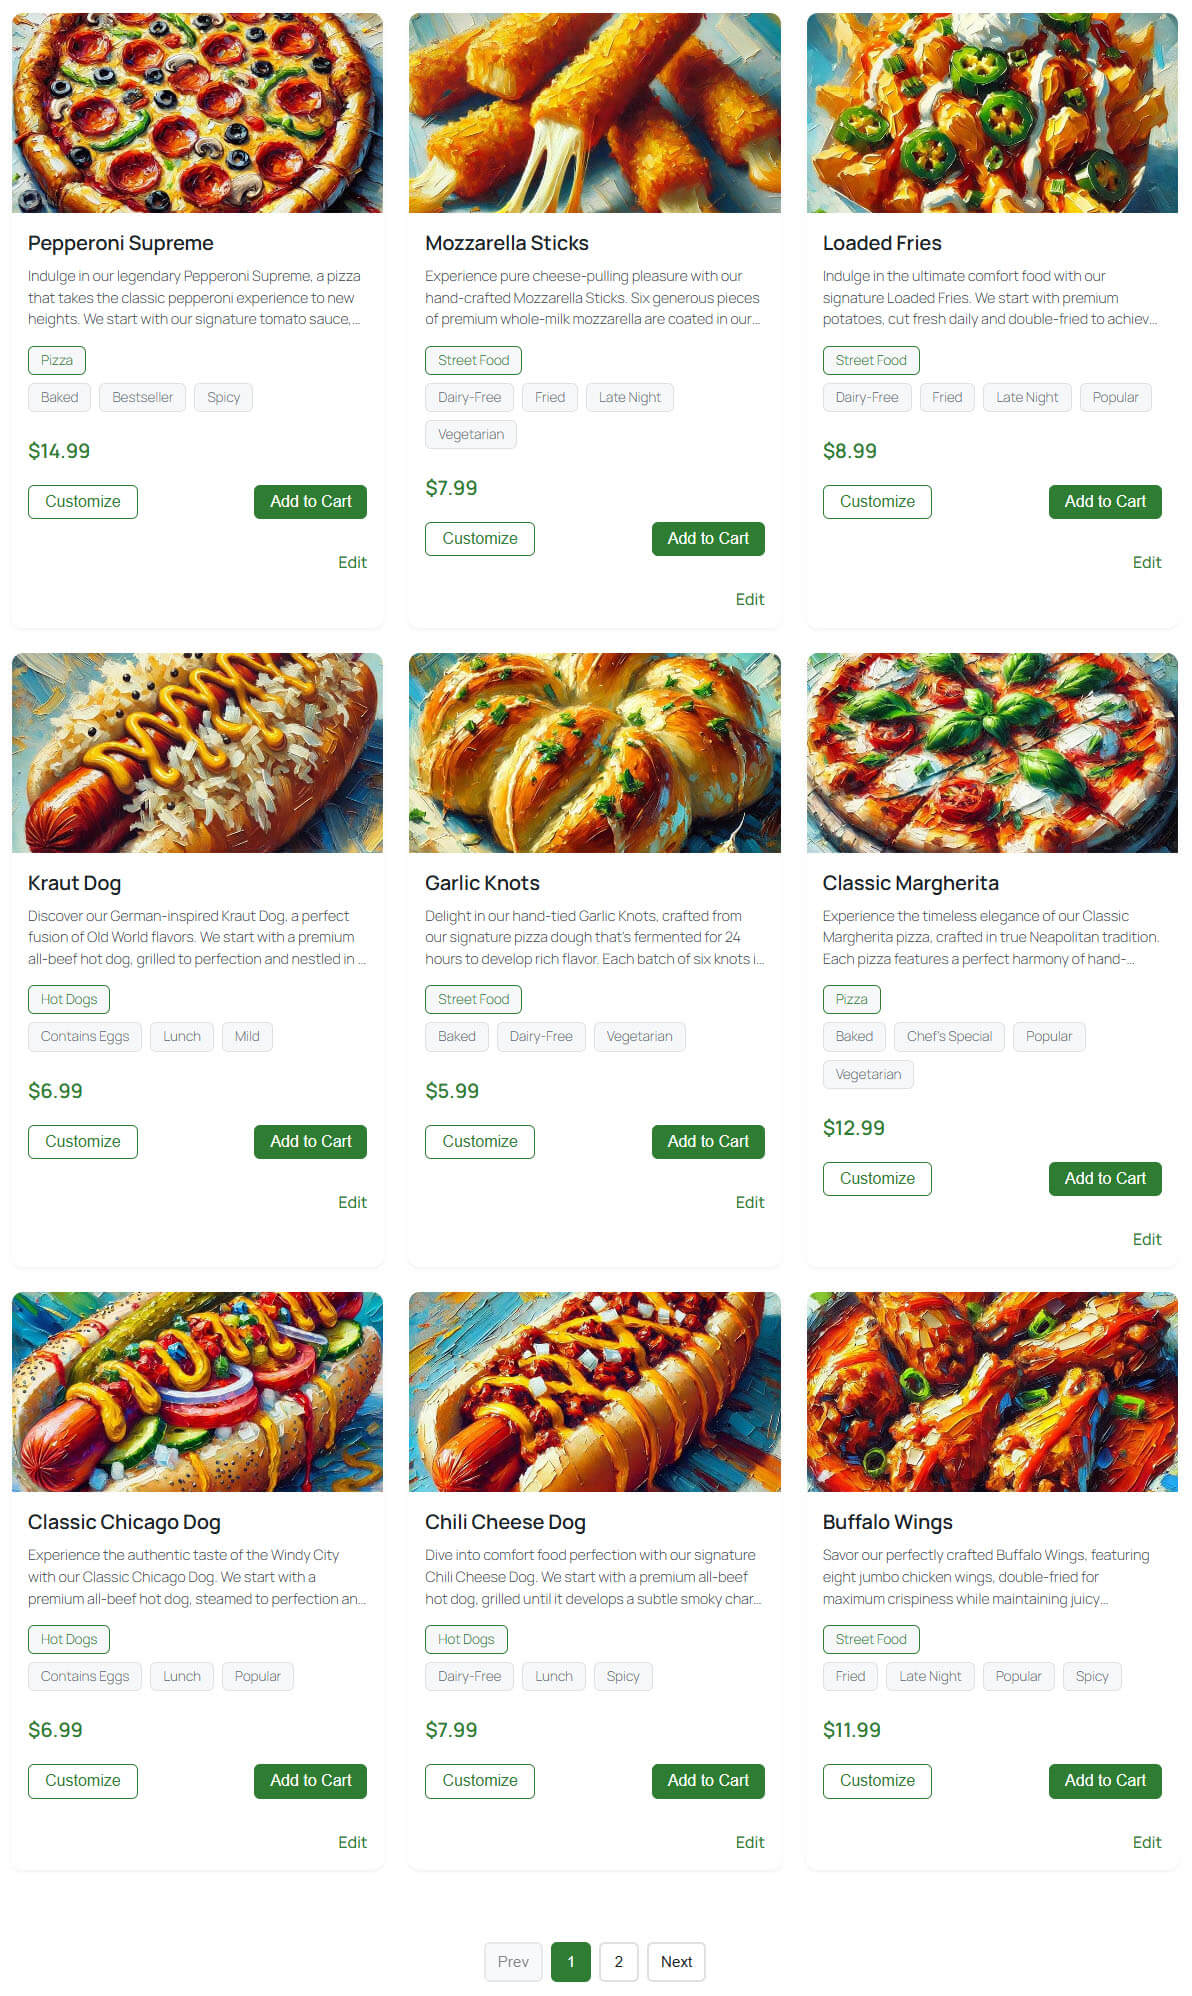 Pepperoni Supreme
Indulge in our legendary Pepperoni Supreme, a pizza
that takes the classic pepperoni experience to new
heights. We start with our signature tomato sauce,...
Pizza
Baked Bestseller Spicy
$14.99
Customize Add to Cart
Edit
Mozzarella Sticks
Experience pure cheese-pulling pleasure with our
hand-crafted Mozzarella Sticks. Six generous pieces
of premium whole-milk mozzarella are coated in our...
Street Food
Dairy-Free Fried Late Night
Vegetarian
$7.99
Customize Add to Cart
Edit
Loaded Fries
Indulge in the ultimate comfort food with our
signature Loaded Fries. We start with premium
potatoes, cut fresh daily and double-fried to achiev...
Street Food
Dairy-Free Fried Late Night Popular
$8.99
Customize Add to Cart
Edit
Kraut Dog
Discover our German-inspired Kraut Dog, a perfect
fusion of Old World flavors. We start with a premium
all-beef hot dog, grilled to perfection and nestled in ...
Hot Dogs
Contains Eggs Lunch Mild
$6.99
Customize Add to Cart
Edit
Garlic Knots
Delight in our hand-tied Garlic Knots, crafted from
our signature pizza dough that's fermented for 24
hours to develop rich flavor. Each batch of six knots i...
Street Food
Baked Dairy-Free Vegetarian
$5.99
Customize Add to Cart
Edit
Classic Margherita
Experience the timeless elegance of our Classic
Margherita pizza, crafted in true Neapolitan tradition.
Each pizza features a perfect harmony of hand-...
Pizza
Baked Chef's Special Popular
Vegetarian
$12.99
Customize Add to Cart
Edit
Classic Chicago Dog
Experience the authentic taste of the Windy City
with our Classic Chicago Dog. We start with a
premium all-beef hot dog, steamed to perfection an...
Hot Dogs
Contains Eggs Lunch Popular
$6.99
Customize Add to Cart
Edit
Chili Cheese Dog
Dive into comfort food perfection with our signature
Chili Cheese Dog. We start with a premium all-beef
hot dog, grilled until it develops a subtle smoky char...
Hot Dogs
Dairy-Free Lunch Spicy
$7.99
Customize Add to Cart
Edit
Buffalo Wings
Savor our perfectly crafted Buffalo Wings, featuring
eight jumbo chicken wings, double-fried for
maximum crispiness while maintaining juicy...
Street Food
Fried Late Night Popular Spicy
$11.99
Customize Add to Cart
Edit
Prev 1 2 Next